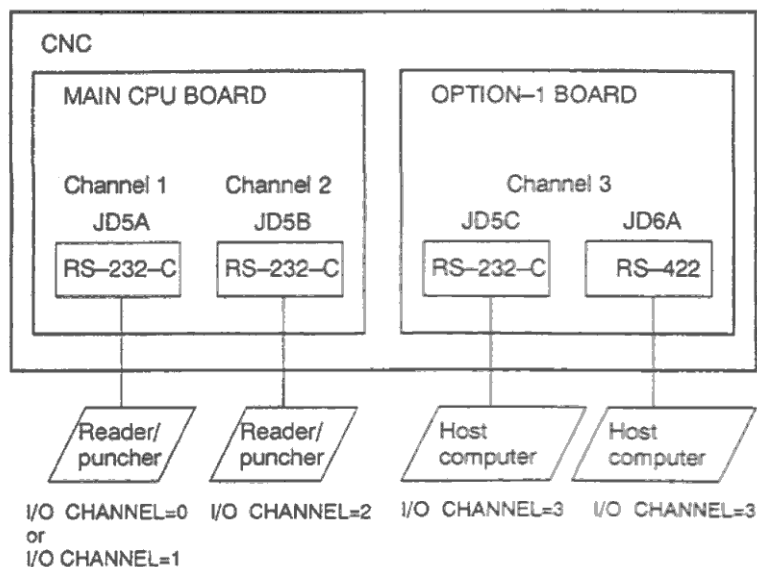 CNC
MAIN CPU BOARD
OPTION–1 BOARD
Channel 1
Channel 2
Channel 3
JD5A
JD5B
JD5C
JD6A
RS–232–C
RS–232–C
RS–232–C
RS–422
Reader/
puncher
Reader/
puncher
Host
computer
Host
computer
I/O CHANNEL=0
or
I/O CHANNEL=1
I/O CHANNEL=2
I/O CHANNEL=3
I/O CHANNEL=3